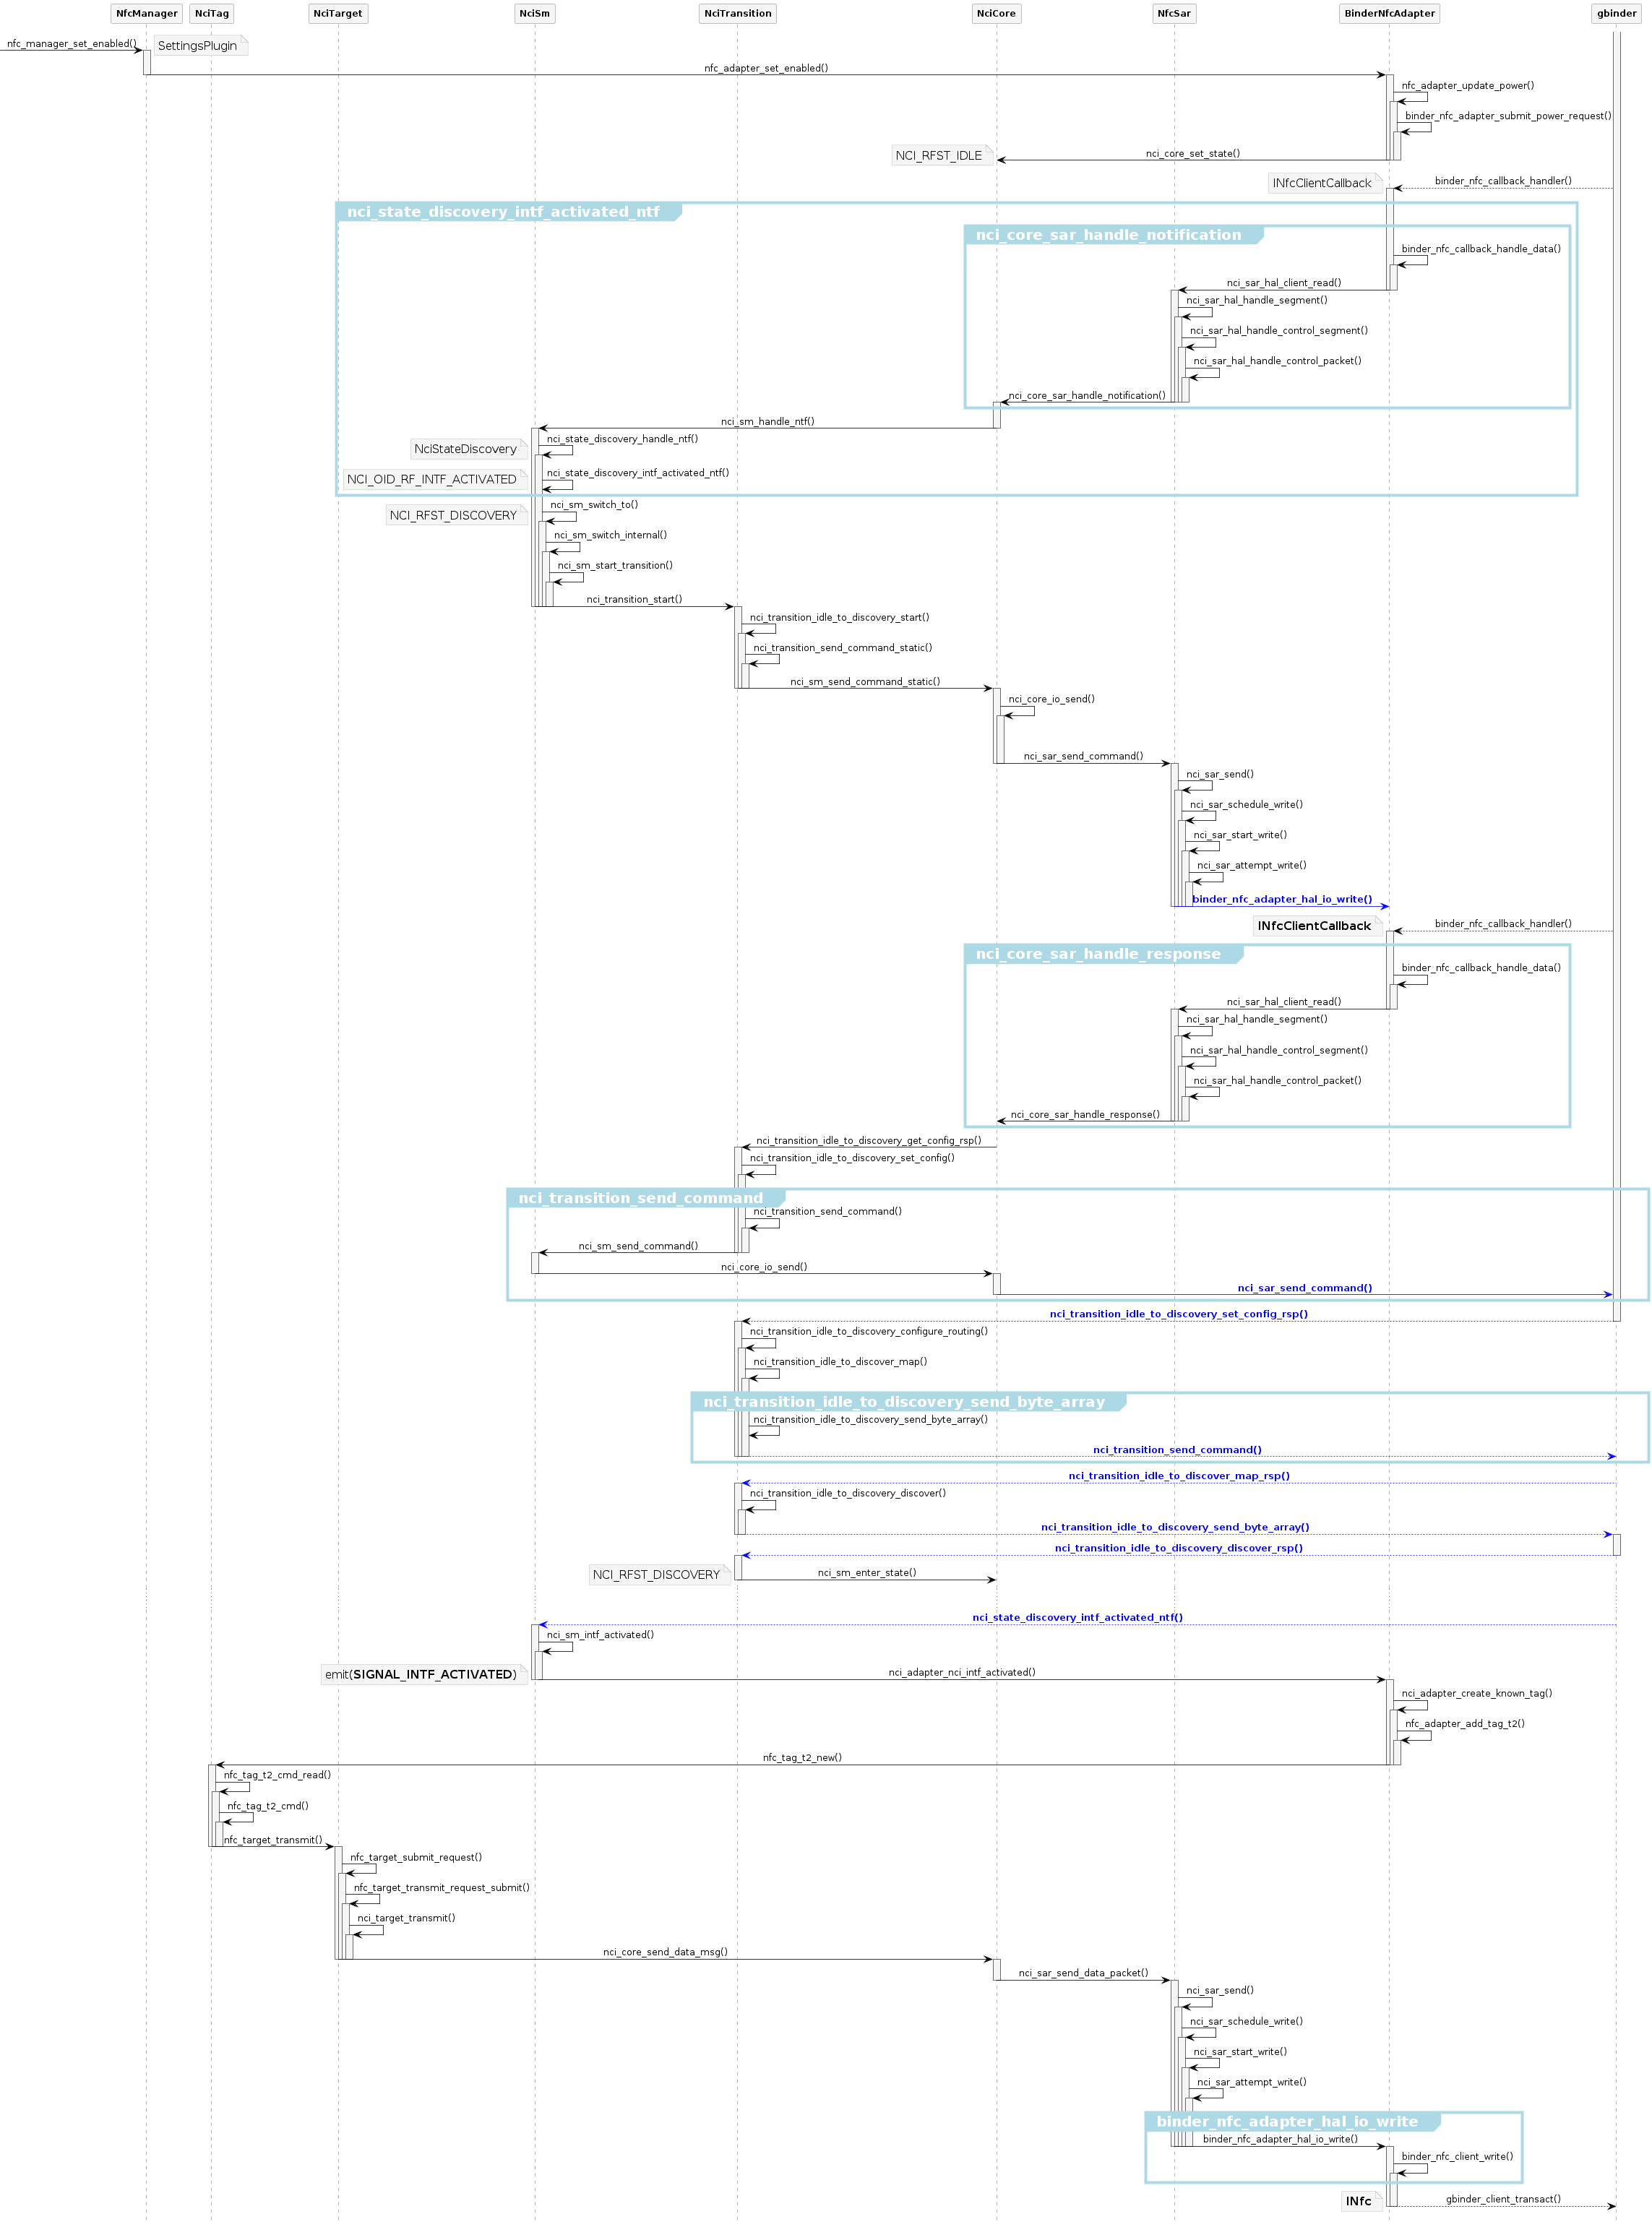 NfcManager
NciTag
NciTarget
NciSm
NciTransition
NciCore
NfcSar
BinderNfcAdapter
gbinder
nfc_manager_set_enabled()
SettingsPlugin
nfc_adapter_set_enabled()
nfc_adapter_update_power()
binder_nfc_adapter_submit_power_request()
NCI_RFST_IDLE
nci_core_set_state()
INfcClientCallback
binder_nfc_callback_handler()
nci_state_discovery_intf_activated_ntf
nci_core_sar_handle_notification
binder_nfc_callback_handle_data()
nci_sar_hal_client_read()
nci_sar_hal_handle_segment()
nci_sar_hal_handle_control_segment()
nci_sar_hal_handle_control_packet()
nci_core_sar_handle_notification()
nci_sm_handle_ntf()
NciStateDiscovery
nci_state_discovery_handle_ntf()
NCI_OID_RF_INTF_ACTIVATED
nci_state_discovery_intf_activated_ntf()
NCI_RFST_DISCOVERY
nci_sm_switch_to()
nci_sm_switch_internal()
nci_sm_start_transition()
nci_transition_start()
nci_transition_idle_to_discovery_start()
nci_transition_send_command_static()
nci_sm_send_command_static()
nci_core_io_send()
nci_sar_send_command()
nci_sar_send()
nci_sar_schedule_write()
nci_sar_start_write()
nci_sar_attempt_write()
binder_nfc_adapter_hal_io_write()
INfcClientCallback
binder_nfc_callback_handler()
nci_core_sar_handle_response
binder_nfc_callback_handle_data()
nci_sar_hal_client_read()
nci_sar_hal_handle_segment()
nci_sar_hal_handle_control_segment()
nci_sar_hal_handle_control_packet()
nci_core_sar_handle_response()
nci_transition_idle_to_discovery_get_config_rsp()
nci_transition_idle_to_discovery_set_config()
nci_transition_send_command
nci_transition_send_command()
nci_sm_send_command()
nci_core_io_send()
nci_sar_send_command()
nci_transition_idle_to_discovery_set_config_rsp()
nci_transition_idle_to_discovery_configure_routing()
nci_transition_idle_to_discover_map()
nci_transition_idle_to_discovery_send_byte_array
nci_transition_idle_to_discovery_send_byte_array()
nci_transition_send_command()
nci_transition_idle_to_discover_map_rsp()
nci_transition_idle_to_discovery_discover()
nci_transition_idle_to_discovery_send_byte_array()
nci_transition_idle_to_discovery_discover_rsp()
NCI_RFST_DISCOVERY
nci_sm_enter_state()
nci_state_discovery_intf_activated_ntf()
nci_sm_intf_activated()
emit(SIGNAL_INTF_ACTIVATED)
nci_adapter_nci_intf_activated()
nci_adapter_create_known_tag()
nfc_adapter_add_tag_t2()
nfc_tag_t2_new()
nfc_tag_t2_cmd_read()
nfc_tag_t2_cmd()
nfc_target_transmit()
nfc_target_submit_request()
nfc_target_transmit_request_submit()
nci_target_transmit()
nci_core_send_data_msg()
nci_sar_send_data_packet()
nci_sar_send()
nci_sar_schedule_write()
nci_sar_start_write()
nci_sar_attempt_write()
binder_nfc_adapter_hal_io_write
binder_nfc_adapter_hal_io_write()
binder_nfc_client_write()
INfc
gbinder_client_transact()